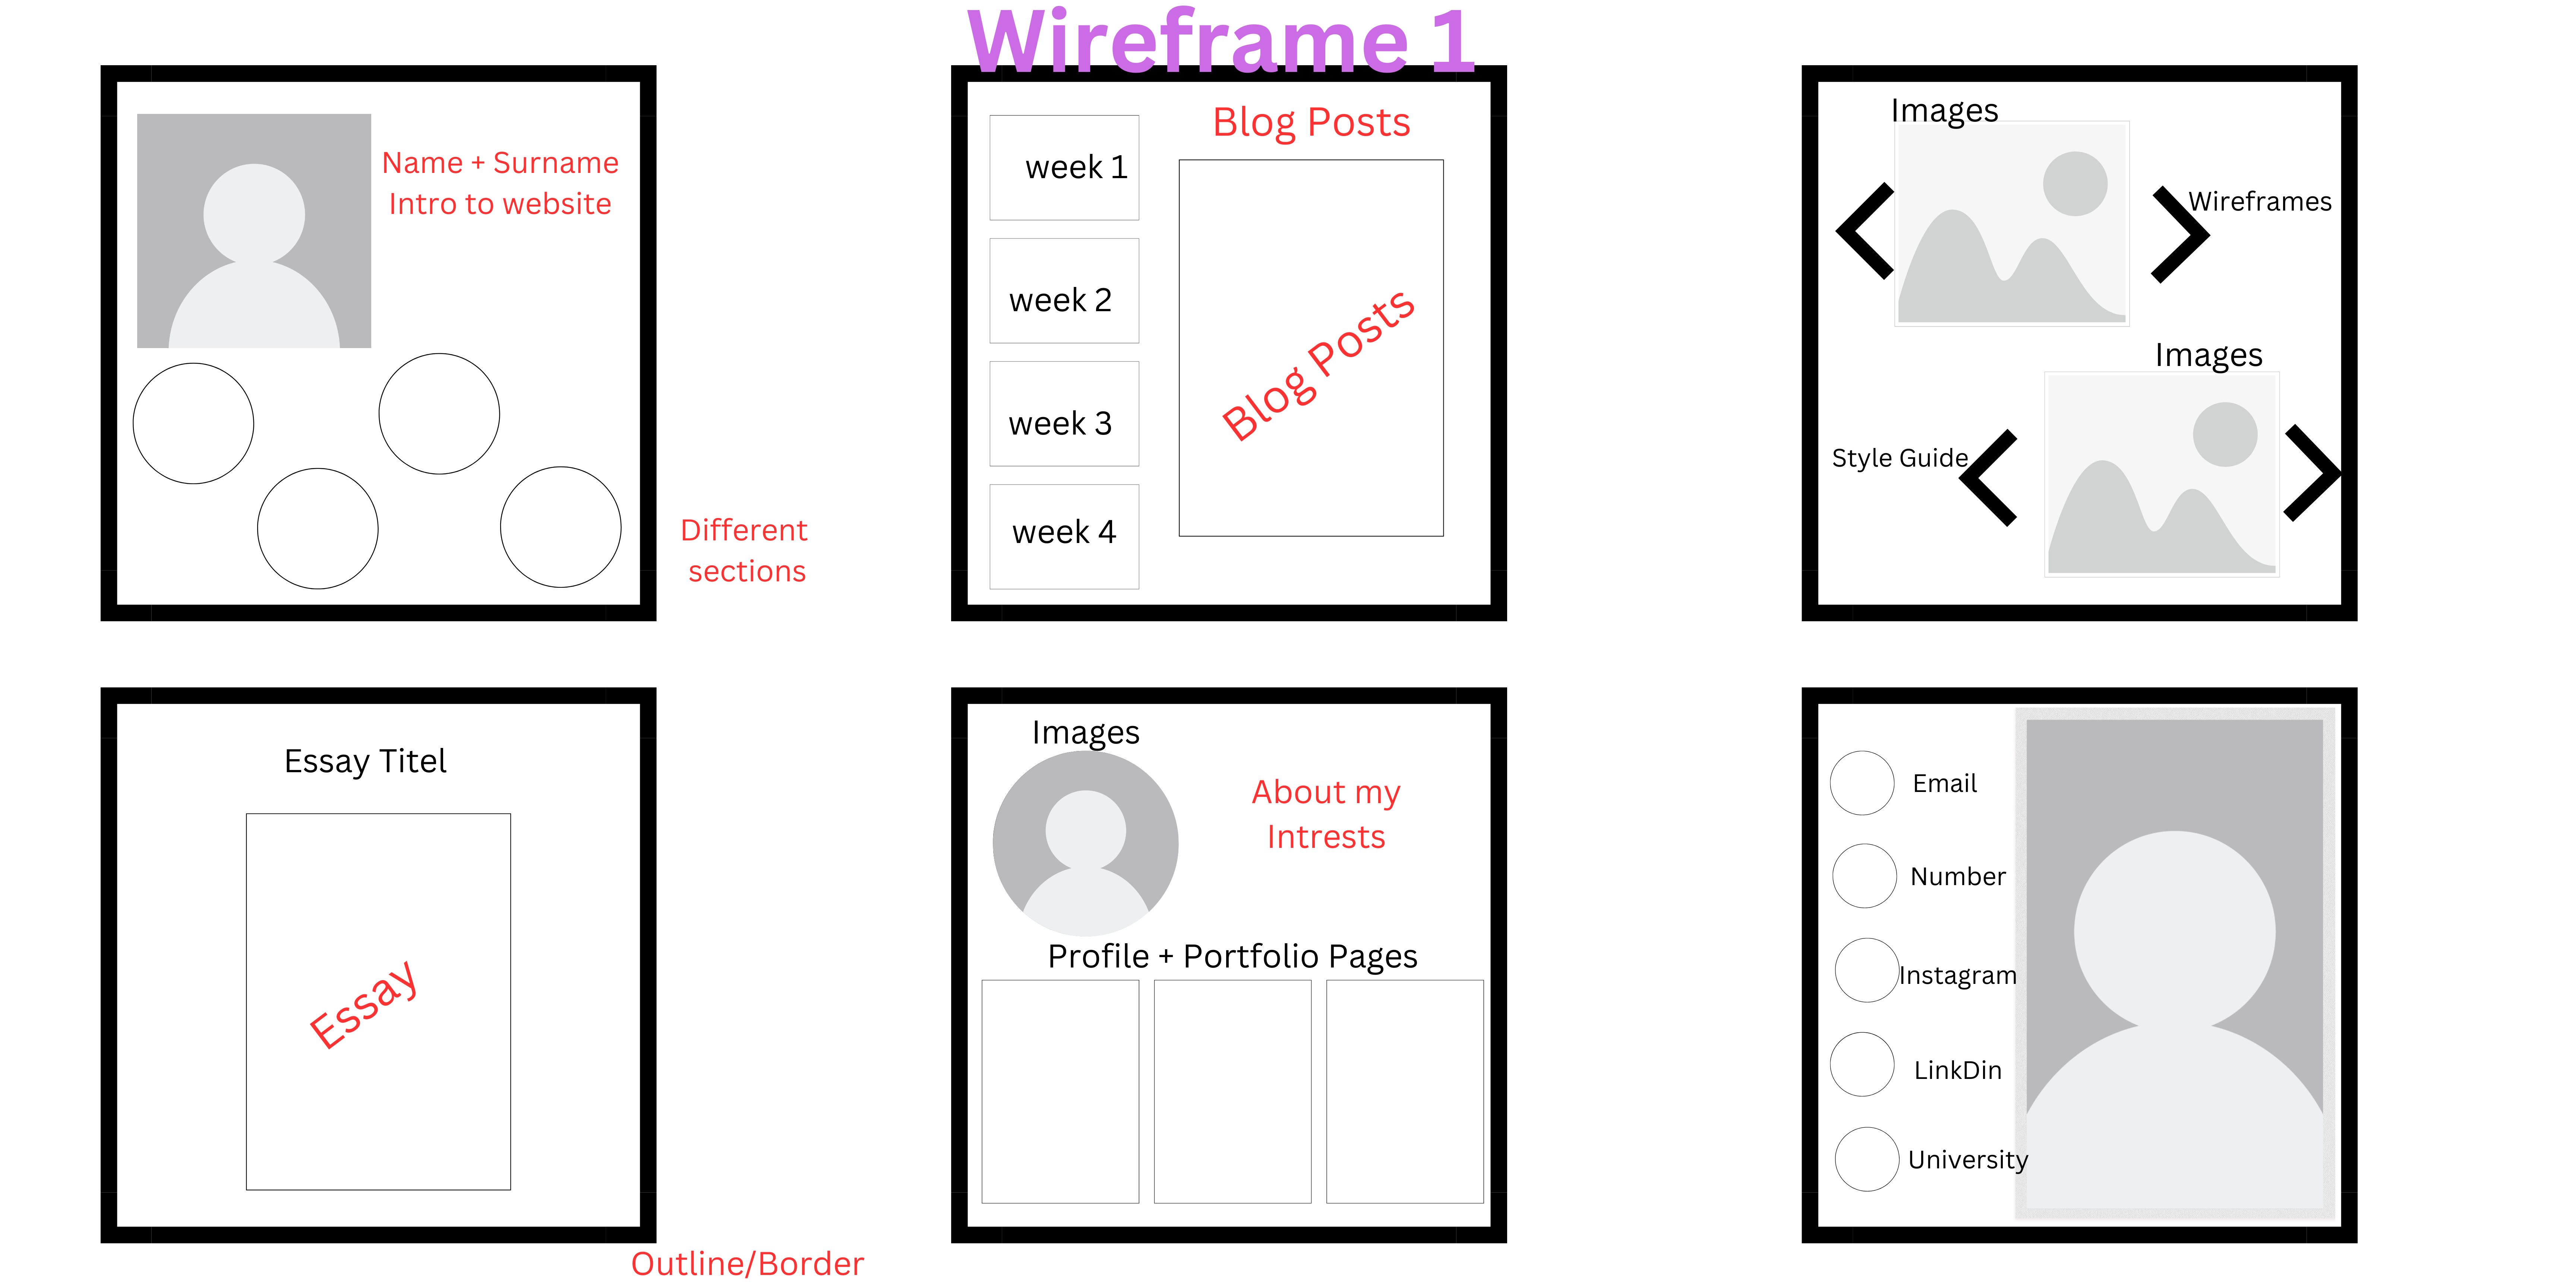 Wireframe 1
Name + Surname
Intro to website
Different
sections
Blog Posts
week 1
week 2
week 3
week 4
Blog Posts
Images
Wireframes
Images
Style Guide
Essay Titel
Essay
Outline/Border
Images
About my
Intrests
Profile + Portfolio Pages
Email
Number
Instagram
LinkDin
University